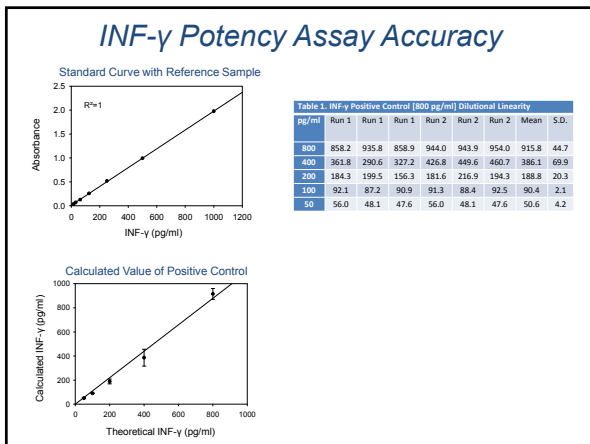 INF-γ Potency Assay Accuracy
Standard Curve with Reference Sample
2.5
2.0
1.5
1.0
0.5
0.0
R²=1
Absorbance
0 200 400 600 800 1000 1200
INF-γ (pg/ml)
Table 1. INF-γ Positive Control [800 pg/ml] Dilutional Linearity
pg/ml Run 1 Run 1 Run 1 Run 2 Run 2 Run 2 Mean S.D.
800 858.2 935.8 858.9 944.0 943.9 954.0 915.8 44.7
400 361.8 290.6 327.2 426.8 449.6 460.7 386.1 69.9
200 184.3 199.5 156.3 181.6 216.9 194.3 188.8 20.3
100 92.1 87.2 90.9 91.3 88.4 92.5 90.4 2.1
50 56.0 48.1 47.6 56.0 48.1 47.6 50.6 4.2
Calculated Value of Positive Control
1000
800
600
400
200
0
Calculated INF-γ (pg/ml)
0 200 400 600 800 1000
Theoretical INF-γ (pg/ml)